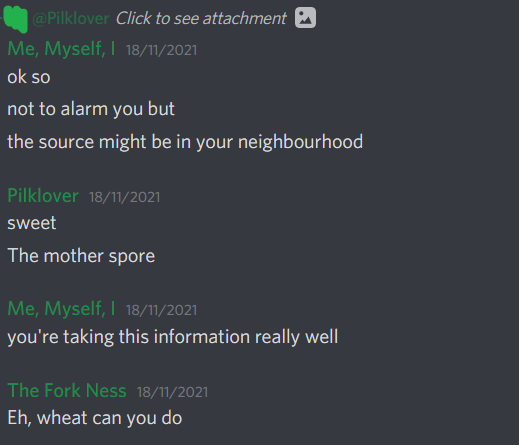 @Pilklover Click to see attachment
Me, Myself, I 18/11/2021
ok so
not to alarm you but
the source might be in your neighbourhood
Pilklover 18/11/2021
sweet
The mother spore
Me, Myself, I 18/11/2021
you're taking this information really well
The Fork Ness 18/11/2021
Eh, wheat can you do